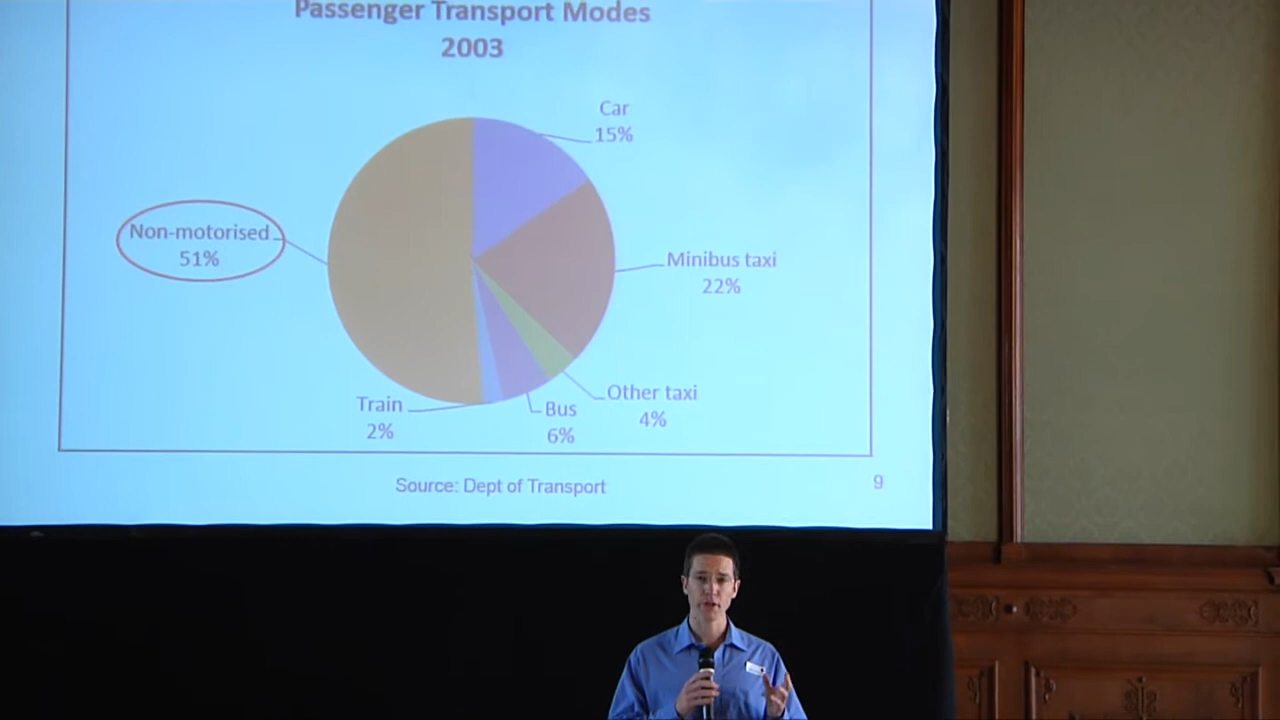 Passenger Transport Modes
2003
Car
15%
Non-motorised
51%
Minibus taxi
22%
Other taxi
4%
Bus
6%
Train
2%
Source: Dept of Transport
9